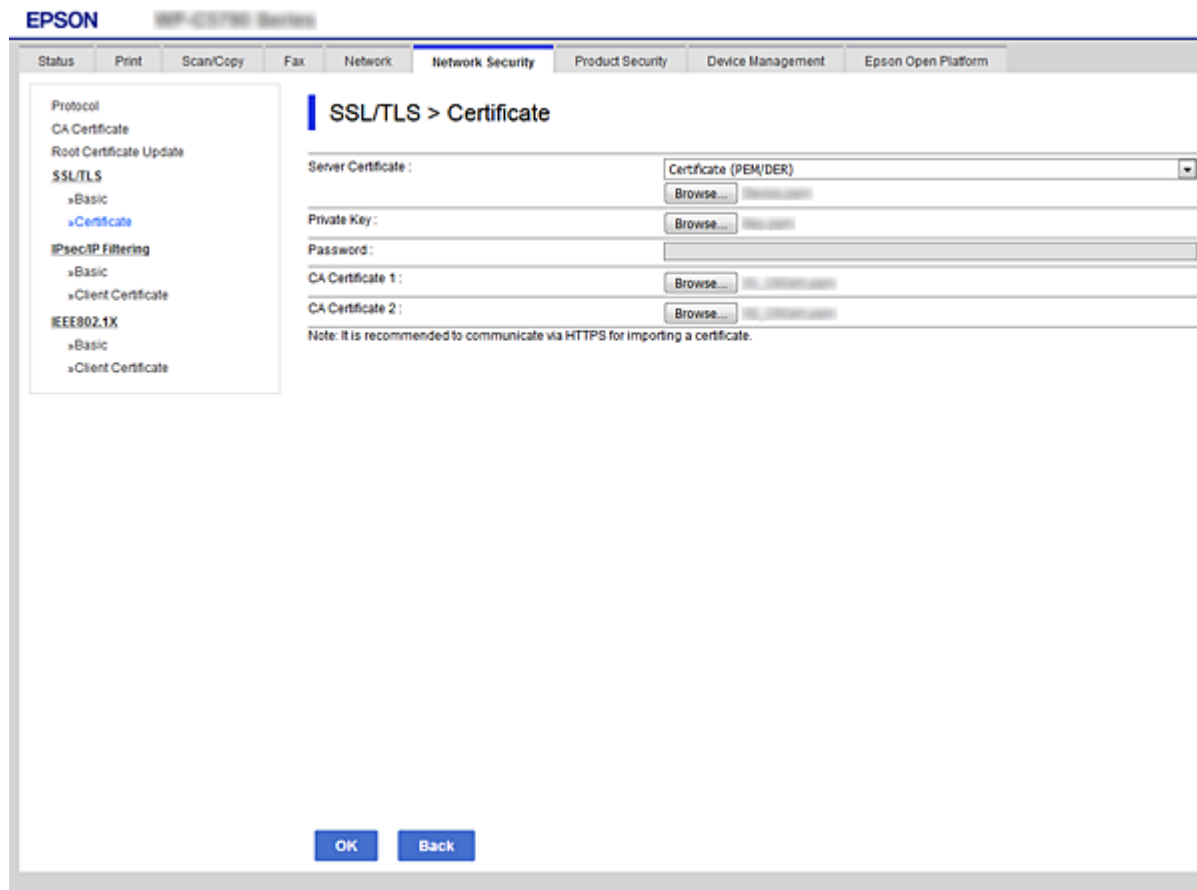 EPSON
Status Print Scan/Copy Fax Network Network Security Product Security Device Management Epson Open Platform
Protocol
CA Certificate
Root Certificate Update
SSL/TLS
»Basic
»Certificate
IPsec/IP Filtering
»Basic
»Client Certificate
IEEE802.1X
»Basic
»Client Certificate
SSL/TLS > Certificate
Server Certificate : Certificate (PEM/DER)
Browse...
Private Key : Browse...
Password :
CA Certificate 1 : Browse...
CA Certificate 2 : Browse...
Note: It is recommended to communicate via HTTPS for importing a certificate.
OK Back